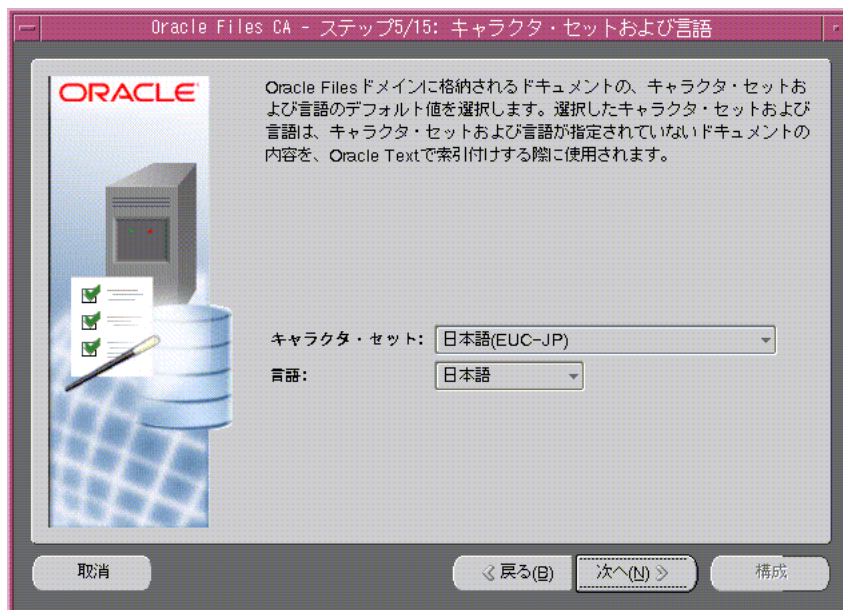 Oracle Files CA - ステップ5/15: キャラクタ・セットおよび言語
ORACLE
Oracle Filesドメインに格納されるドキュメントの、キャラクタ・セットお
よび言語のデフォルト値を選択します。選択したキャラクタ・セットおよび
言語は、キャラクタ・セットおよび言語が指定されていないドキュメントの
内容を、Oracle Textで索引付けする際に使用されます。
キャラクタ・セット: 日本語(EUC-JP)
言語: 日本語
取消 戻る(B) 次へ(N) 構成